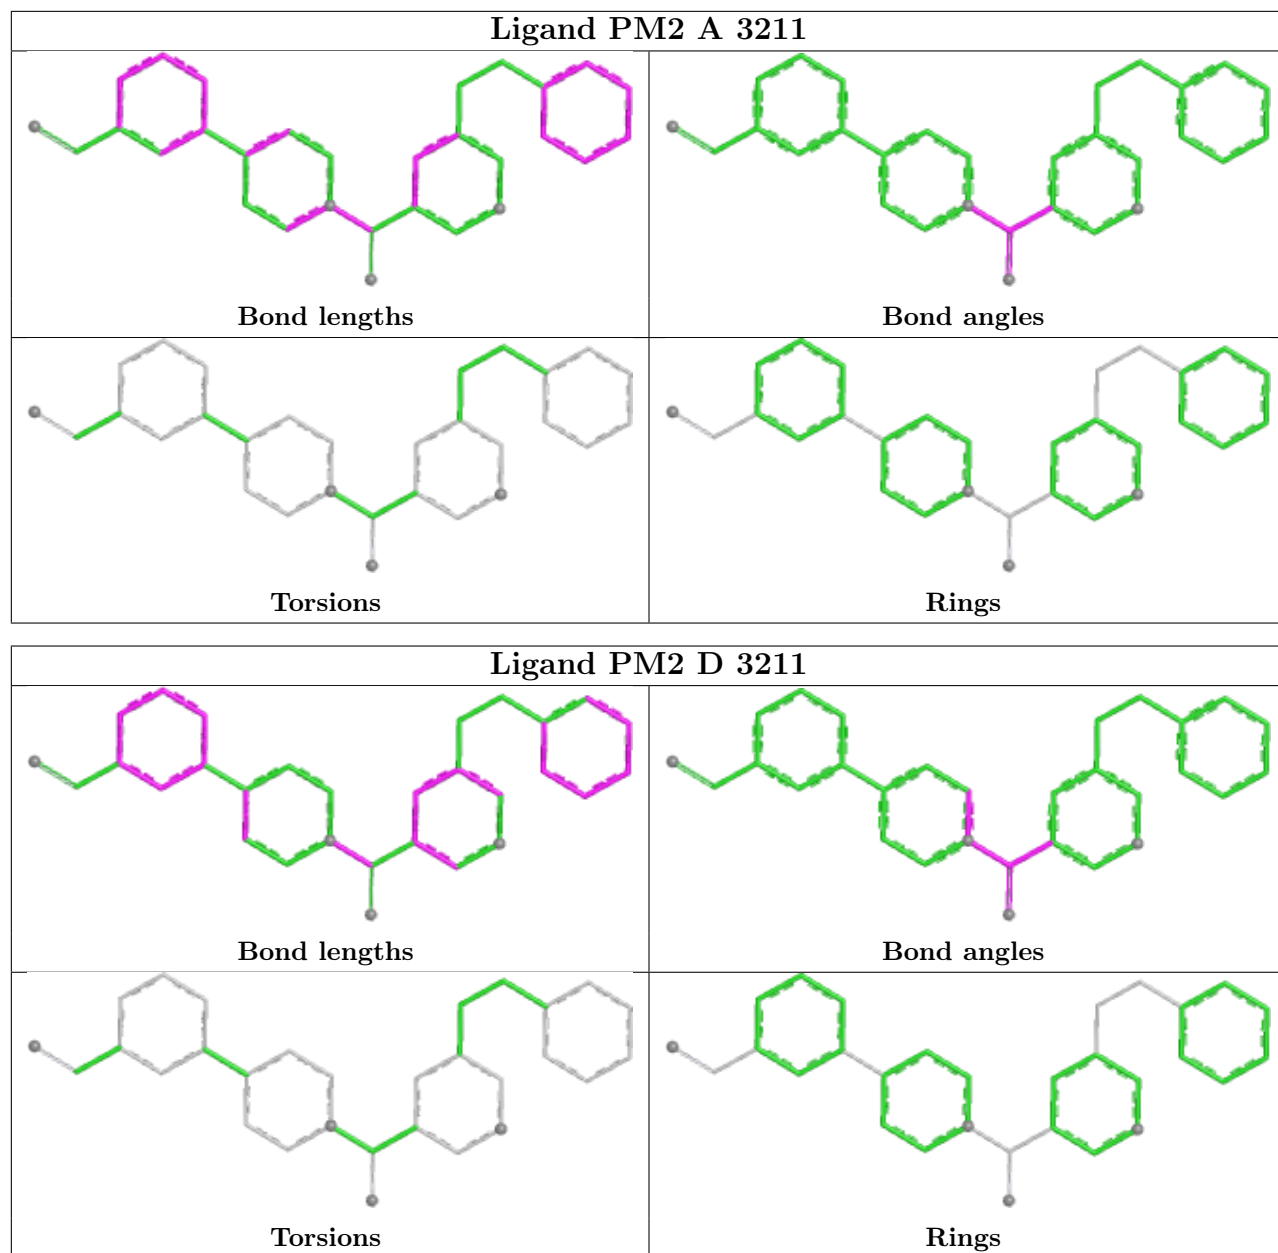 Ligand PM2 A 3211
Bond lengths
Bond angles
Torsions
Rings
Ligand PM2 D 3211
Bond lengths
Bond angles
Torsions
Rings